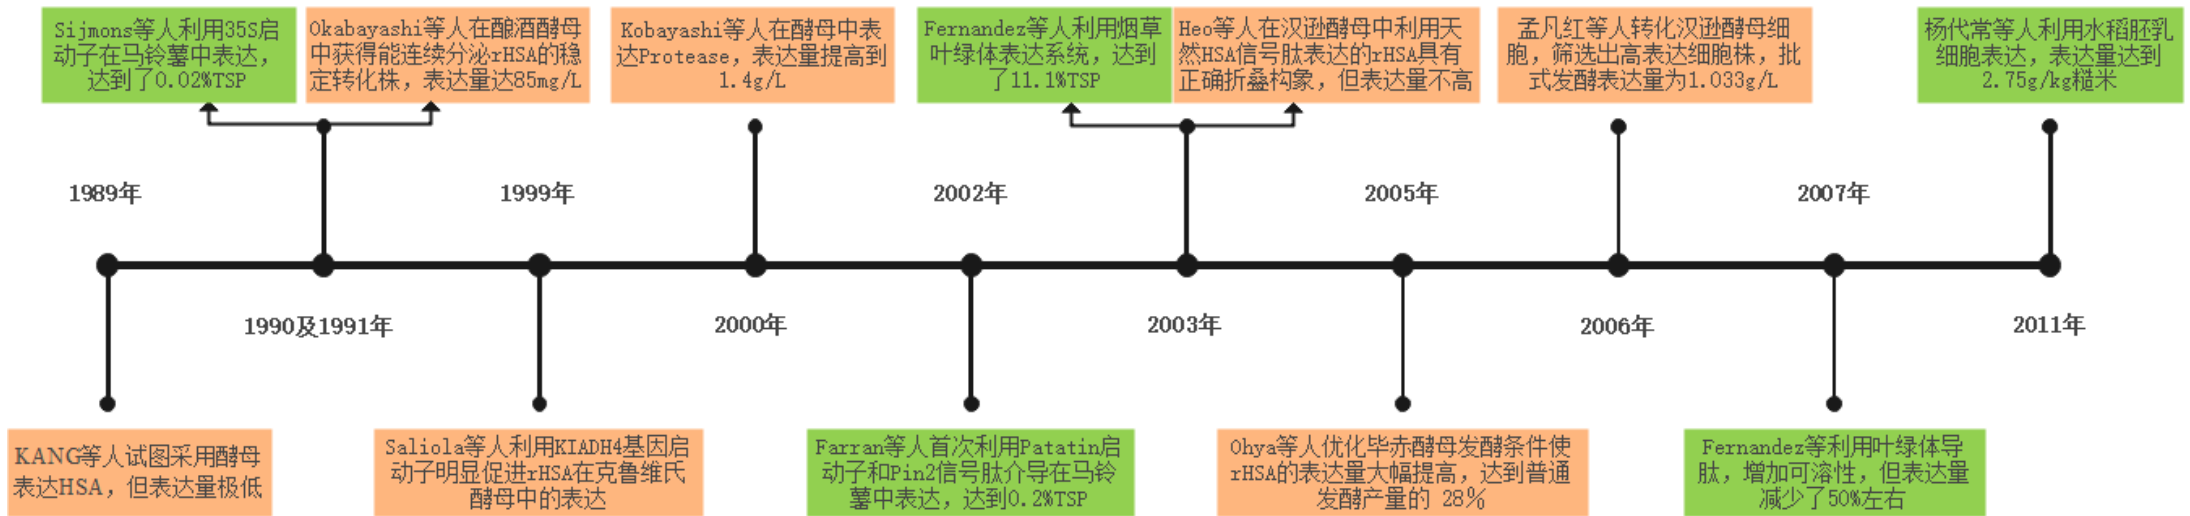 Sijmons等人利用35S启
动子在马铃薯中表达，
达到了0.02%TSP
Okabayashi等人在酿酒酵母
中获得能连续分泌rHSA的稳
定转化株，表达量达85mg/L
Kobayashi等人在酵母中表
达Protease，表达量提高到
1.4g/L
Fernandez等人利用烟草
叶绿体表达系统，达到
了11.1%TSP
Heo等人在汉逊酵母中利用天
然HSA信号肽表达的rHSA具有
正确折叠构象，但表达量不高
孟凡红等人转化汉逊酵母细
胞，筛选出高表达细胞株，批
式发酵表达量为1.033g/L
杨代常等人利用水稻胚乳
细胞表达，表达量达到
2.75g/kg糙米
1989年
1999年
2002年
2005年
2007年
1990及1991年
2000年
2003年
2006年
2011年
KANG等人试图采用酵母
表达HSA，但表达量极低
Saliola等人利用KIADH4基因启
动子明显促进rHSA在克鲁维氏
酵母中的表达
Farran等人首次利用Patatin启
动子和Pin2信号肽介导在马铃
薯中表达，达到0.2%TSP
Ohya等人优化毕赤酵母发酵条件使
rHSA的表达量大幅提高，达到普通
发酵产量的 28%
Fernandez等利用叶绿体导
肽，增加可溶性，但表达量
减少了50%左右